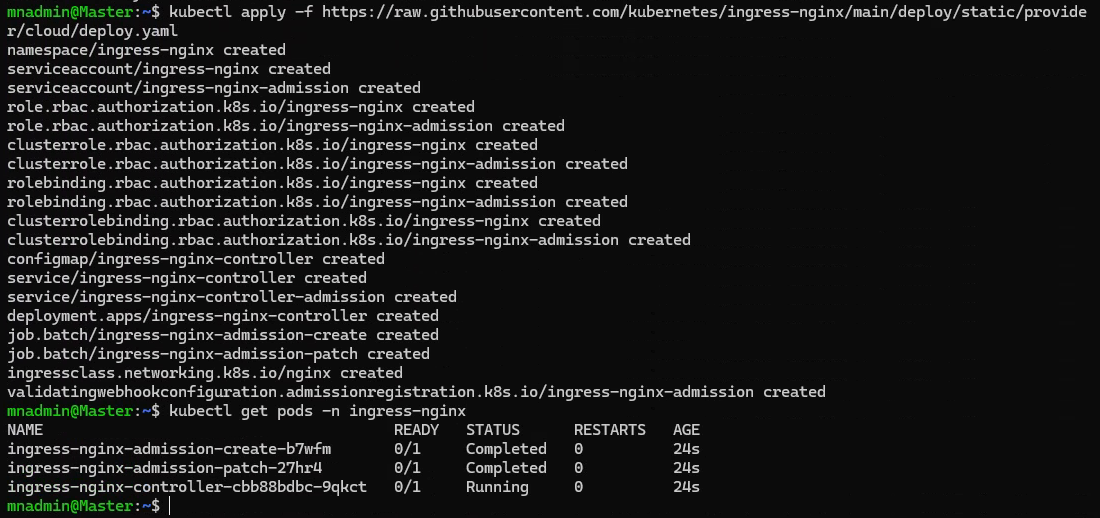 mnadmin@Master:~$ kubectl apply -f https://raw.githubusercontent.com/kubernetes/ingress-nginx/main/deploy/static/provide
r/cloud/deploy.yaml
namespace/ingress-nginx created
serviceaccount/ingress-nginx created
serviceaccount/ingress-nginx-admission created
role.rbac.authorization.k8s.io/ingress-nginx created
role.rbac.authorization.k8s.io/ingress-nginx-admission created
clusterrole.rbac.authorization.k8s.io/ingress-nginx created
clusterrole.rbac.authorization.k8s.io/ingress-nginx-admission created
rolebinding.rbac.authorization.k8s.io/ingress-nginx created
rolebinding.rbac.authorization.k8s.io/ingress-nginx-admission created
clusterrolebinding.rbac.authorization.k8s.io/ingress-nginx created
clusterrolebinding.rbac.authorization.k8s.io/ingress-nginx-admission created
configmap/ingress-nginx-controller created
service/ingress-nginx-controller created
service/ingress-nginx-controller-admission created
deployment.apps/ingress-nginx-controller created
job.batch/ingress-nginx-admission-create created
job.batch/ingress-nginx-admission-patch created
ingressclass.networking.k8s.io/nginx created
validatingwebhookconfiguration.admissionregistration.k8s.io/ingress-nginx-admission created
mnadmin@Master:~$ kubectl get pods -n ingress-nginx
NAME READY STATUS RESTARTS AGE
ingress-nginx-admission-create-b7wfm 0/1 Completed 0 24s
ingress-nginx-admission-patch-27hr4 0/1 Completed 0 24s
ingress-nginx-controller-cbb88bdbc-9qkct 0/1 Running 0 24s
mnadmin@Master:~$